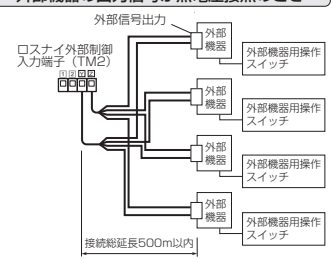 外部機器の出力信号が無電圧接点のとき
外部信号出力
ロスナイ外部制御
入力端子（TM2）
1 2 Y Z
外部
機器
外部機器用操作
スイッチ
外部
機器
外部機器用操作
スイッチ
外部
機器
外部機器用操作
スイッチ
外部
機器
外部機器用操作
スイッチ
接続総延長500m以内